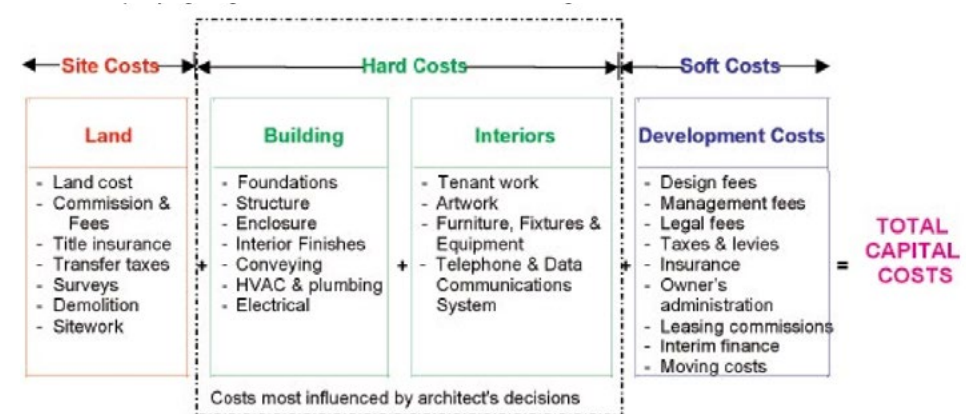 Site Costs
Hard Costs
Soft Costs
Land
- Land cost
- Commission &
Fees
- Title insurance
- Transfer taxes
- Surveys
- Demolition
- Sitework
+
Building
- Foundations
- Structure
- Enclosure
- Interior Finishes
- Conveying
- HVAC & plumbing
- Electrical
+
Interiors
- Tenant work
- Artwork
- Furniture, Fixtures &
Equipment
- Telephone & Data
Communications
System
+
Development Costs
- Design fees
- Management fees
- Legal fees
- Taxes & levies
- Insurance
- Owner's
administration
- Leasing commissions
- Interim finance
- Moving costs
=
TOTAL
CAPITAL
COSTS
Costs most influenced by architect's decisions